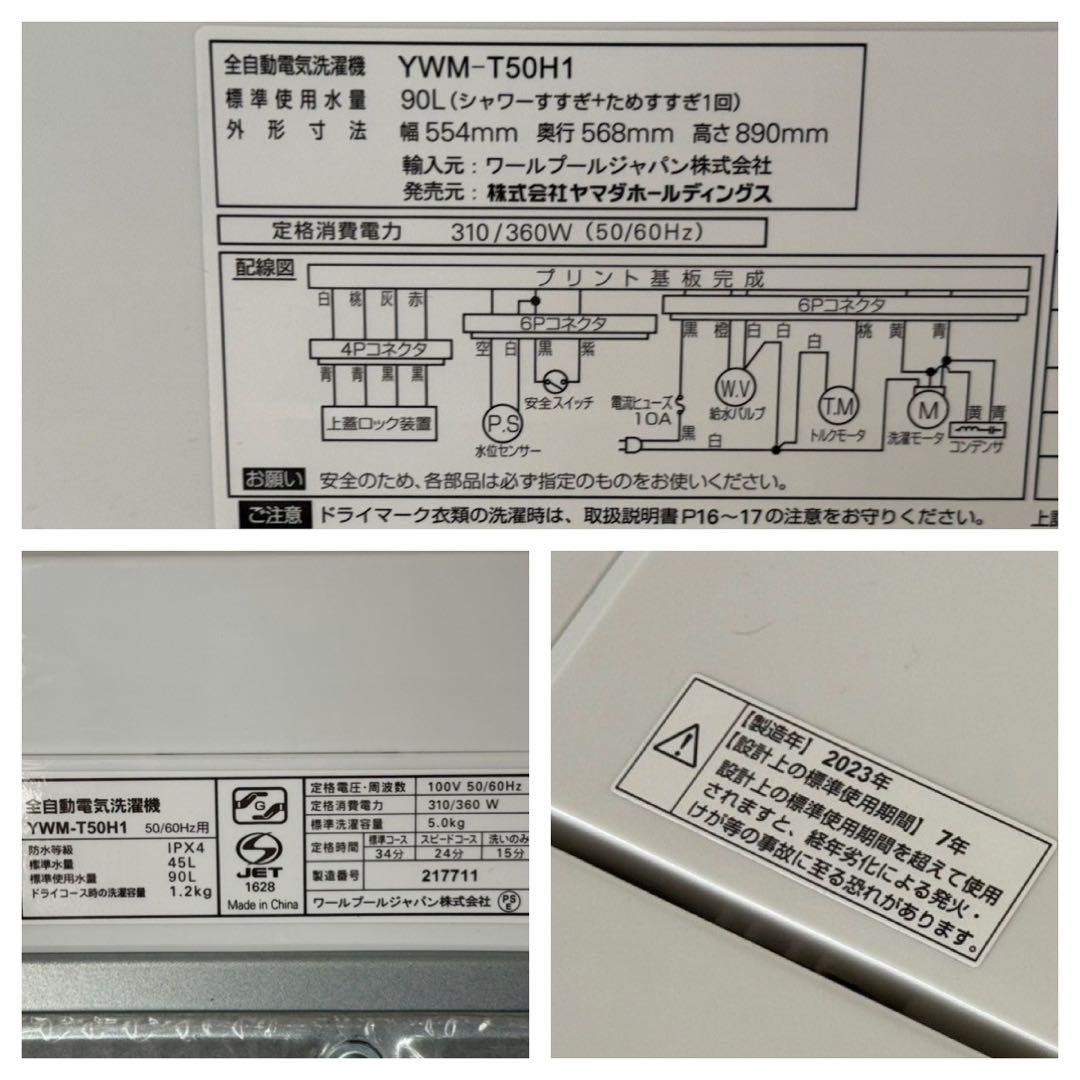 全自動電気洗濯機 YWM-T50H1
標準使用水量 90L(シャワーすすぎ+ためすすぎ1回)
外形寸法 幅554mm 奥行568mm 高さ890mm
輸入元:ワールプールジャパン株式会社
発売元:株式会社ヤマダホールディングス
定格消費電力 310/360W(50/60Hz)
配線図
プリント基板完成
白 桃 灰 赤
6Pコネクタ
6Pコネクタ
4Pコネクタ
空 白 黒 紫
黒 橙 白 白 白 桃 黄 青
青 青 黒 黒
上蓋ロック装置
P.S
水位センサー
安全スイッチ
電流ヒューズ
10A
黒 白
W.V
給水バルブ
T.M
トルクモータ
M
洗濯モータ
黄 青
コンデンサ
お願い 安全のため、各部品は必ず指定のものをお使いください。
ご注意 ドライマーク衣類の洗濯時は、取扱説明書P16～17の注意をお守りください。
上記
全自動電気洗濯機
YWM-T50H1 50/60Hz用
防水等級 IPX4
標準水量 45L
標準使用水量 90L
ドライコース時の洗濯容量 1.2kg
G
JET
1628
Made in China
定格電圧・周波数 100V 50/60Hz
定格消費電力 310/360 W
標準洗濯容量 5.0kg
定格時間 標準コース スピードコース 洗いのみ
34分 24分 15分
製造番号 217711
ワールプールジャパン株式会社 PSE
【製造年】 2023年
【設計上の標準使用期間】 7年
設計上の標準使用期間を超えて使用
されますと、経年劣化による発火・
けが等の事故に至る恐れがあります。